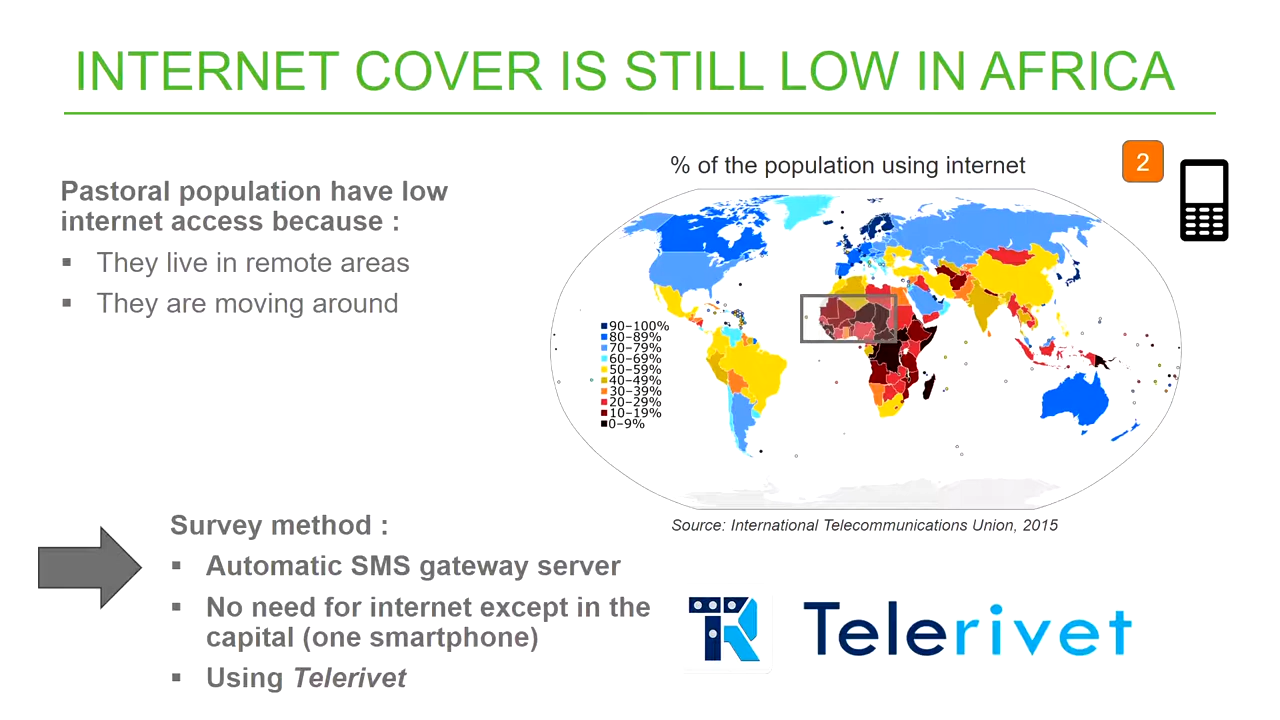 INTERNET COVER IS STILL LOW IN AFRICA
Pastoral population have low
internet access because :
▪ They live in remote areas
▪ They are moving around
% of the population using internet
2
90–100%
80–89%
70–79%
60–69%
50–59%
40–49%
30–39%
20–29%
10–19%
0–9%
Source: International Telecommunications Union, 2015
Survey method :
▪ Automatic SMS gateway server
▪ No need for internet except in the
capital (one smartphone)
▪ Using Telerivet
TR
Telerivet